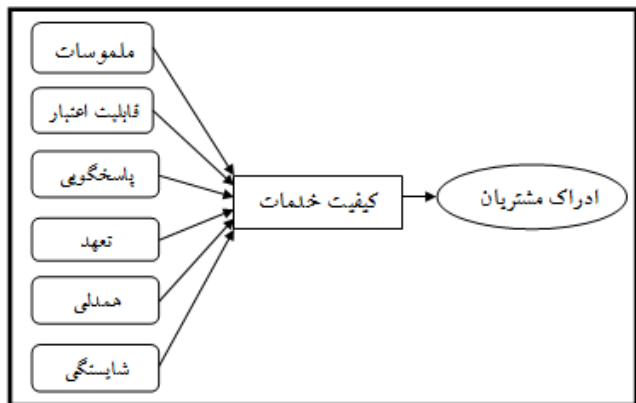 ملموسات
قابلیت اعتبار
پاسخگویی
تعهد
همدلی
شایستگی
کیفیت خدمات
ادراک مشتریان